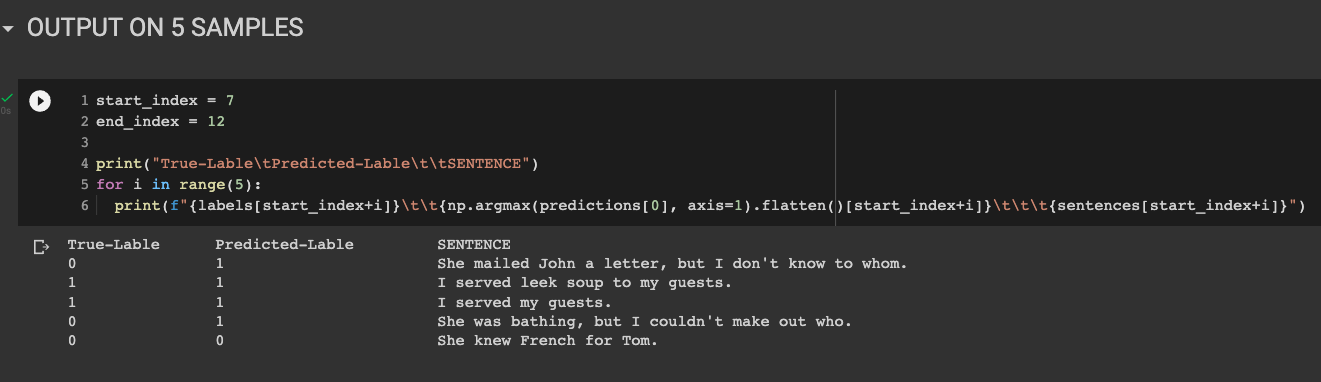 OUTPUT ON 5 SAMPLES
0s
1 start_index = 7
2 end_index = 12
3
4 print("True-Lable\tPredicted-Lable\t\tSENTENCE")
5 for i in range(5):
6   print(f"{labels[start_index+i]}\t\t{np.argmax(predictions[0], axis=1).flatten()[start_index+i]}\t\t\t{sentences[start_index+i]}")
True-Lable Predicted-Lable SENTENCE
0 1 She mailed John a letter, but I don't know to whom.
1 1 I served leek soup to my guests.
1 1 I served my guests.
0 1 She was bathing, but I couldn't make out who.
0 0 She knew French for Tom.